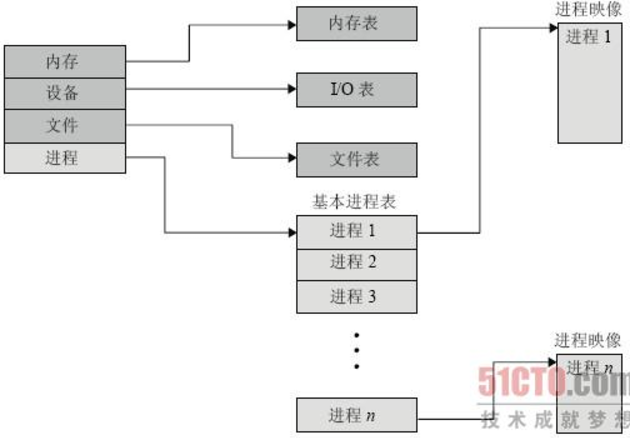 内存
设备
文件
进程
内存表
I/O 表
文件表
基本进程表
进程 1
进程 2
进程 3
进程 n
进程映像
进程 1
进程映像
进程 n
51CTO.com
技术成就梦想